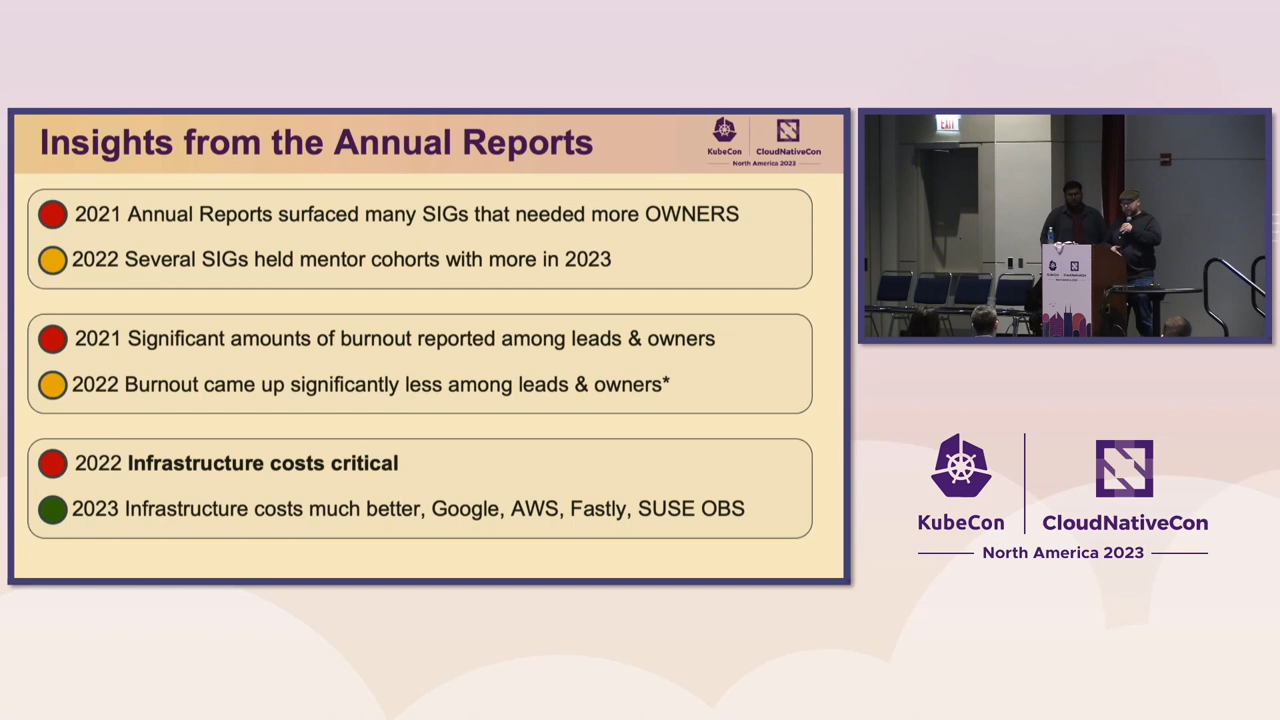 Insights from the Annual Reports
KubeCon
CloudNativeCon
North America 2023
2021 Annual Reports surfaced many SIGs that needed more OWNERS
2022 Several SIGs held mentor cohorts with more in 2023
2021 Significant amounts of burnout reported among leads & owners
2022 Burnout came up significantly less among leads & owners*
2022 Infrastructure costs critical
2023 Infrastructure costs much better, Google, AWS, Fastly, SUSE OBS
EXIT
KubeCon
CloudNativeCon
North America 2023